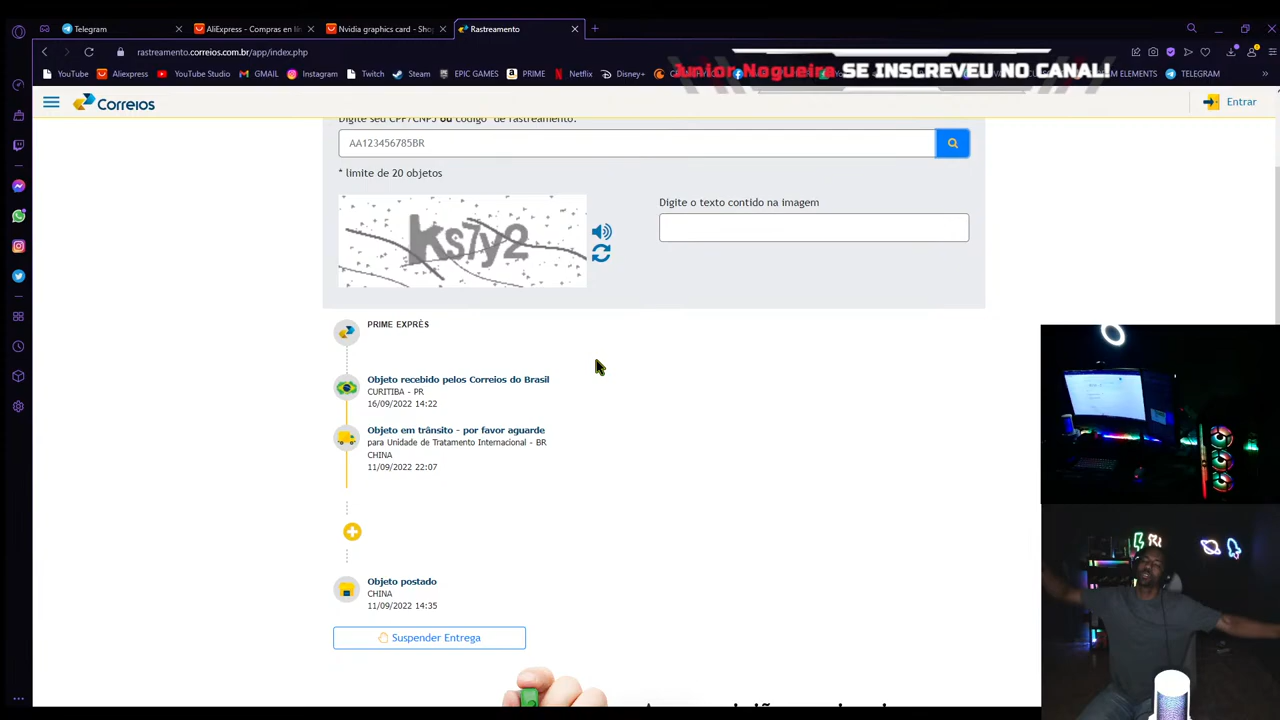 Telegram
AliExpress - Compras en lín
Nvidia graphics card - Shop
Rastreamento
rastreamento.correios.com.br/app/index.php
Junior Nogueira SE INSCREVEU NO CANAL!
YouTube
Aliexpress
YouTube Studio
GMAIL
Instagram
Twitch
Steam
EPIC GAMES
PRIME
Netflix
Disney+
ELEMENTS
TELEGRAM
Correios
Entrar
Digite seu CPF/CNPJ ou código de rastreamento.
AA123456785BR
* limite de 20 objetos
ks7y2
Digite o texto contido na imagem
PRIME EXPRÈS
Objeto recebido pelos Correios do Brasil
CURITIBA - PR
16/09/2022 14:22
Objeto em trânsito - por favor aguarde
para Unidade de Tratamento Internacional - BR
CHINA
11/09/2022 22:07
Objeto postado
CHINA
11/09/2022 14:35
Suspender Entrega